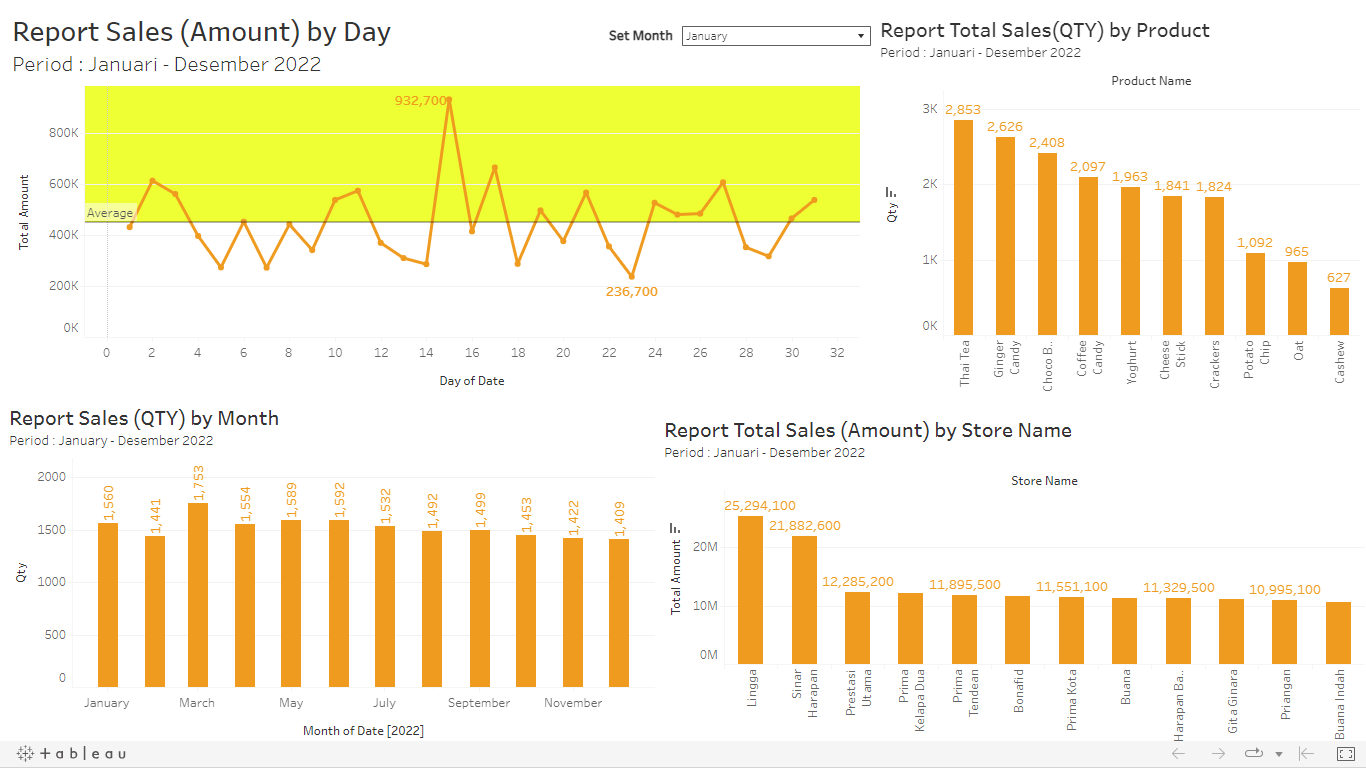 Report Sales (Amount) by Day
Period : Januari - Desember 2022
Set Month
January
Total Amount
800K
600K
400K
200K
0K
Average
932,700
236,700
0 2 4 6 8 10 12 14 16 18 20 22 24 26 28 30 32
Day of Date
Report Total Sales(QTY) by Product
Period : Januari - Desember 2022
Product Name
Qty
3K
2K
1K
0K
2,853
2,626
2,408
2,097
1,963
1,841
1,824
1,092
965
627
Thai Tea
Ginger
Candy
Choco B..
Coffee
Candy
Yoghurt
Cheese
Stick
Crackers
Potato
Chip
Oat
Cashew
Report Sales (QTY) by Month
Period : January - Desember 2022
Qty
2000
1500
1000
500
0
1,560
1,441
1,753
1,554
1,589
1,592
1,532
1,492
1,499
1,453
1,422
1,409
January March May July September November
Month of Date [2022]
Report Total Sales (Amount) by Store Name
Period : Januari - Desember 2022
Store Name
Total Amount
20M
10M
0M
25,294,100
21,882,600
12,285,200
11,895,500
11,551,100
11,329,500
10,995,100
Lingga
Sinar
Harapan
Prestasi
Utama
Prima
Kelapa Dua
Prima
Tendean
Bonafid
Prima Kota
Buana
Harapan Ba..
Gita Ginara
Priangan
Buana Indah
+ableau